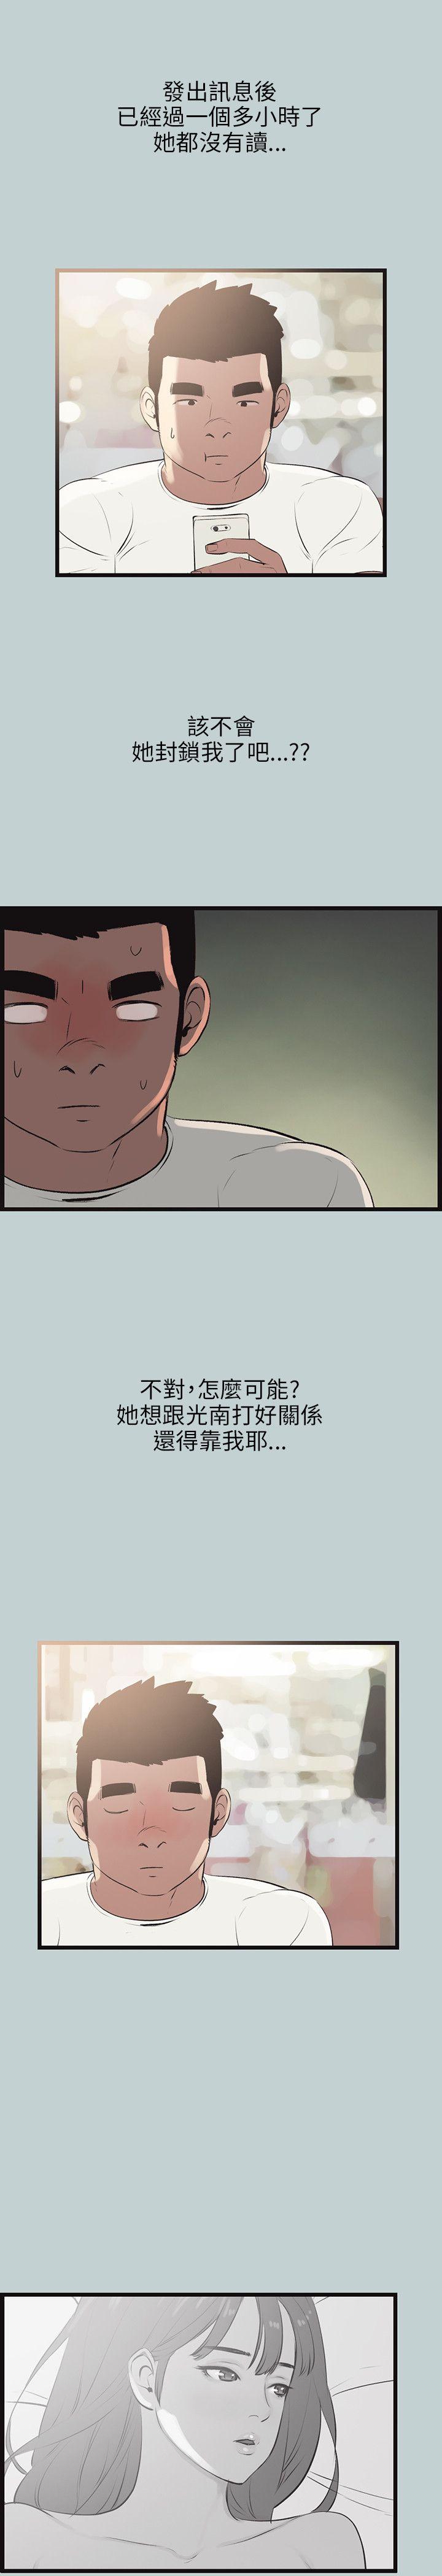 發出訊息後
已經過一個多小時了
她都沒有讀...
該不會
她封鎖我了吧...??
不對,怎麼可能?
她想跟光南打好關係
還得靠我耶...